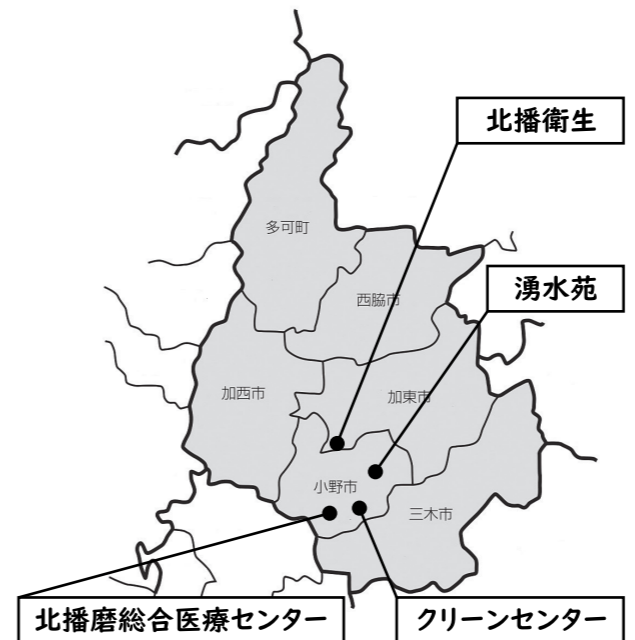 北播衛生
多可町
湧水苑
西脇市
加西市
加東市
小野市
三木市
北播磨総合医療センター
クリーンセンター